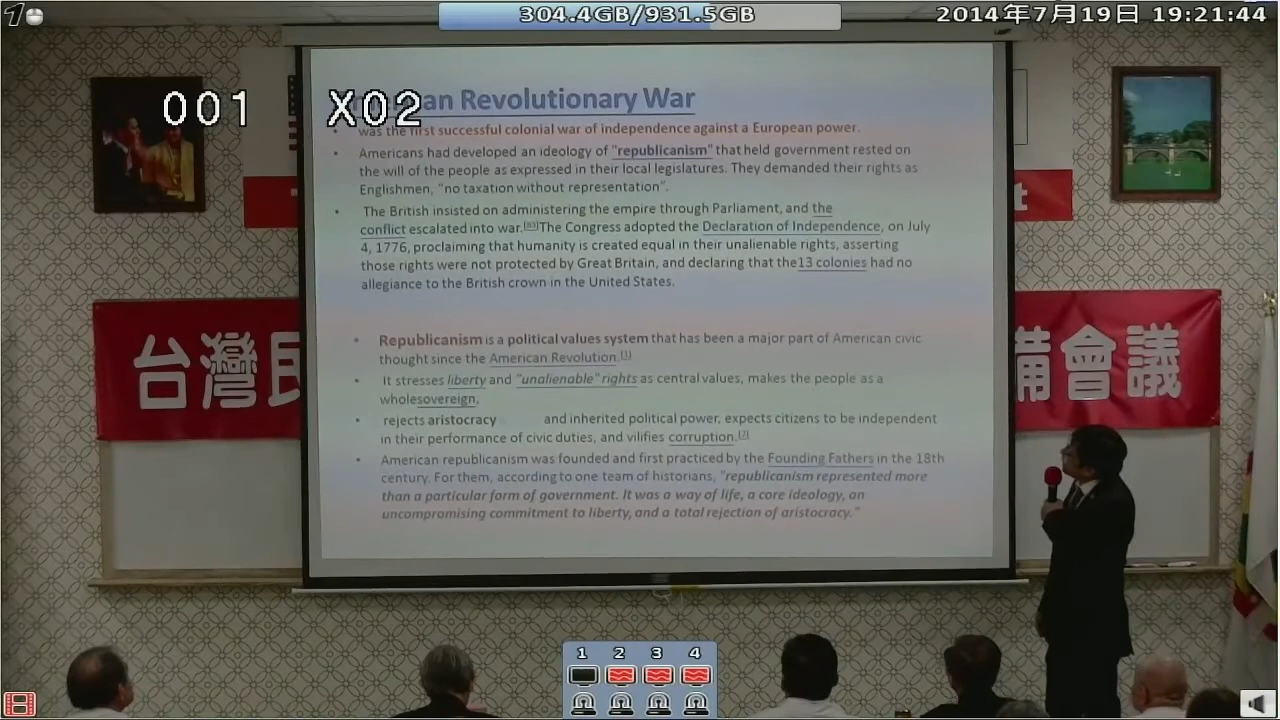 1
304.4GB/931.5GB
2014年7月19日 19:21:44
001 X02
an Revolutionary War
• was the first successful colonial war of independence against a European power.
• Americans had developed an ideology of "republicanism" that held government rested on
the will of the people as expressed in their local legislatures. They demanded their rights as
Englishmen, "no taxation without representation".
• The British insisted on administering the empire through Parliament, and the
conflict escalated into war.[83]The Congress adopted the Declaration of Independence, on July
4, 1776, proclaiming that humanity is created equal in their unalienable rights, asserting
those rights were not protected by Great Britain, and declaring that the13 colonies had no
allegiance to the British crown in the United States.
• Republicanism is a political values system that has been a major part of American civic
thought since the American Revolution.[1]
• It stresses liberty and "unalienable" rights as central values, makes the people as a
wholesovereign,
• rejects aristocracy and inherited political power, expects citizens to be independent
in their performance of civic duties, and vilifies corruption.[2]
• American republicanism was founded and first practiced by the Founding Fathers in the 18th
century. For them, according to one team of historians, "republicanism represented more
than a particular form of government. It was a way of life, a core ideology, an
uncompromising commitment to liberty, and a total rejection of aristocracy."
t
台灣民
備會議
1 2 3 4